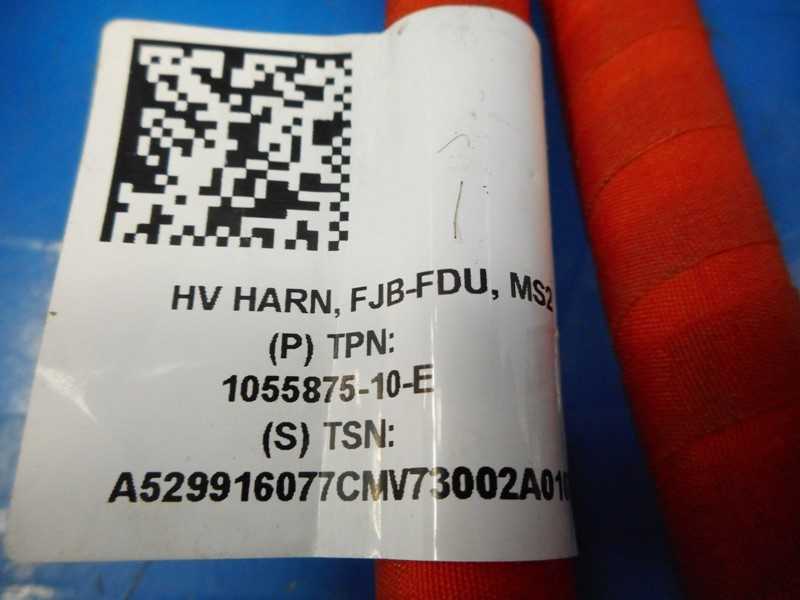 HV HARN, FJB-FDU, MS2
(P) TPN:
1055875-10-E
(S) TSN:
A529916077CMV73002A01